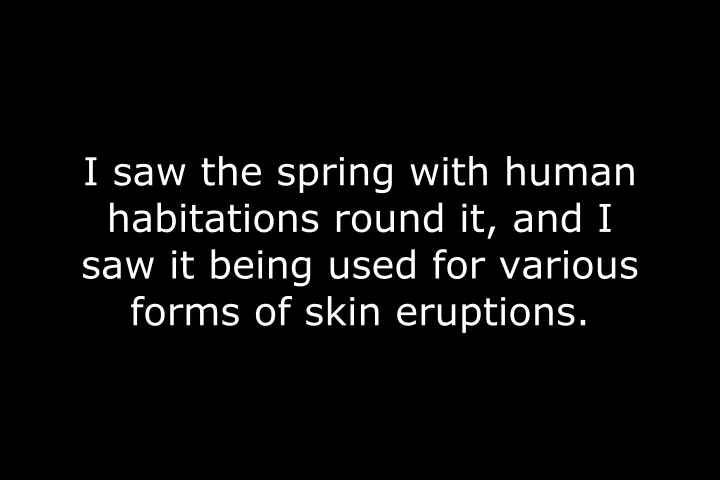 I saw the spring with human
habitations round it, and I
saw it being used for various
forms of skin eruptions.